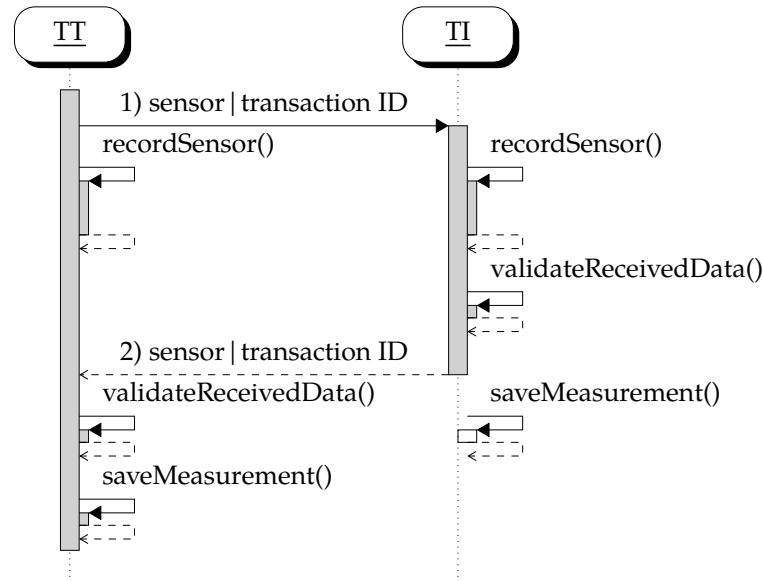 TT
TI
1) sensor|transaction ID
recordSensor()
recordSensor()
validateReceivedData()
2) sensor|transaction ID
validateReceivedData()
saveMeasurement()
saveMeasurement()